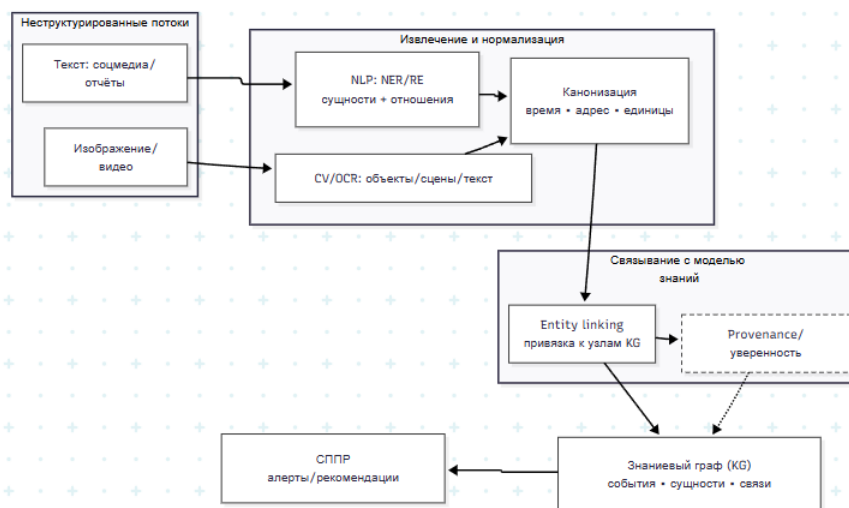 Неструктурированные потоки
Текст: соцмедиа/
отчёты
Изображение/
видео
Извлечение и нормализация
NLP: NER/RE
сущности + отношения
Канонизация
время • адрес • единицы
CV/OCR: объекты/сцены/текст
Связывание с моделью
знаний
Entity linking
привязка к узлам KG
Provenance/
уверенность
СППР
алерты/рекомендации
Знаниевый граф (KG)
события • сущности • связи